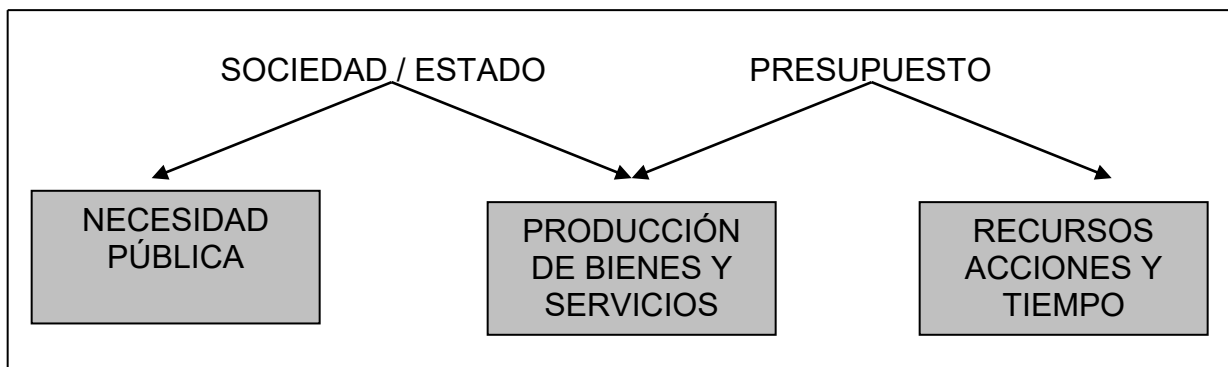 SOCIEDAD / ESTADO
PRESUPUESTO
NECESIDAD
PÚBLICA
PRODUCCIÓN
DE BIENES Y
SERVICIOS
RECURSOS
ACCIONES Y
TIEMPO